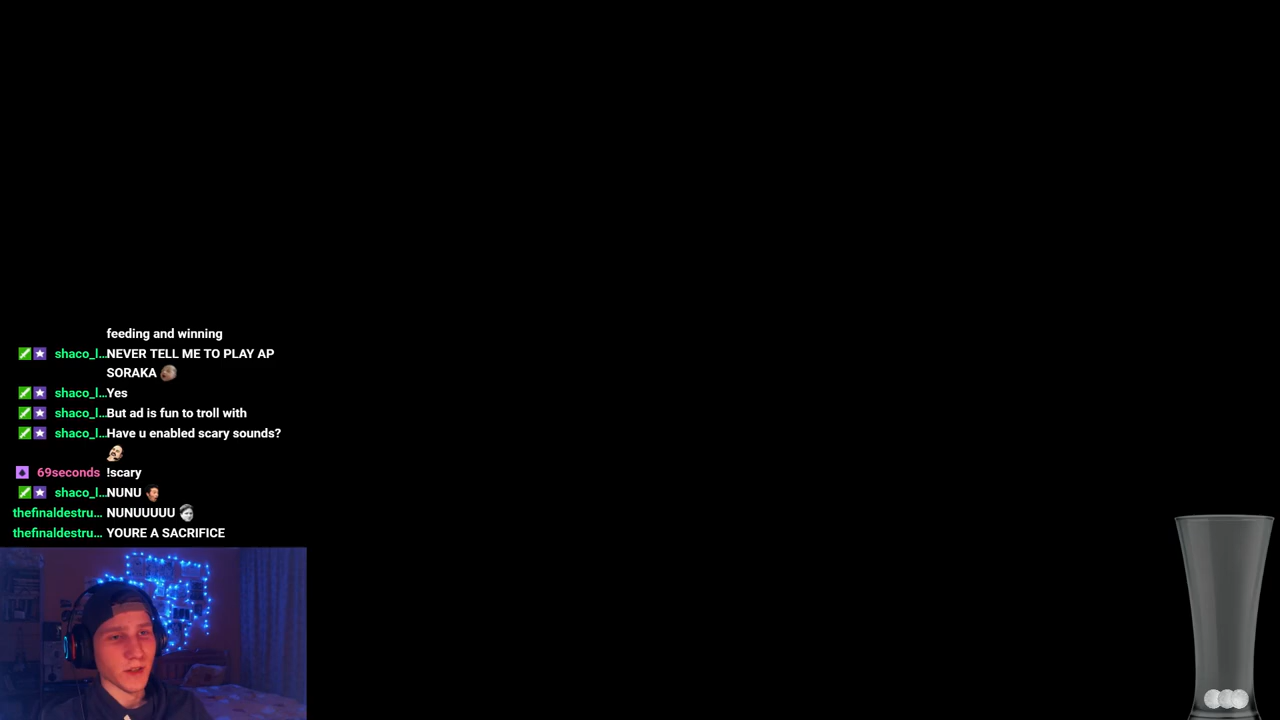 feeding and winning
shaco_l... NEVER TELL ME TO PLAY AP
SORAKA
shaco_l... Yes
shaco_l... But ad is fun to troll with
shaco_l... Have u enabled scary sounds?
69seconds !scary
shaco_l... NUNU
thefinaldestru... NUNUUUUU
thefinaldestru... YOURE A SACRIFICE